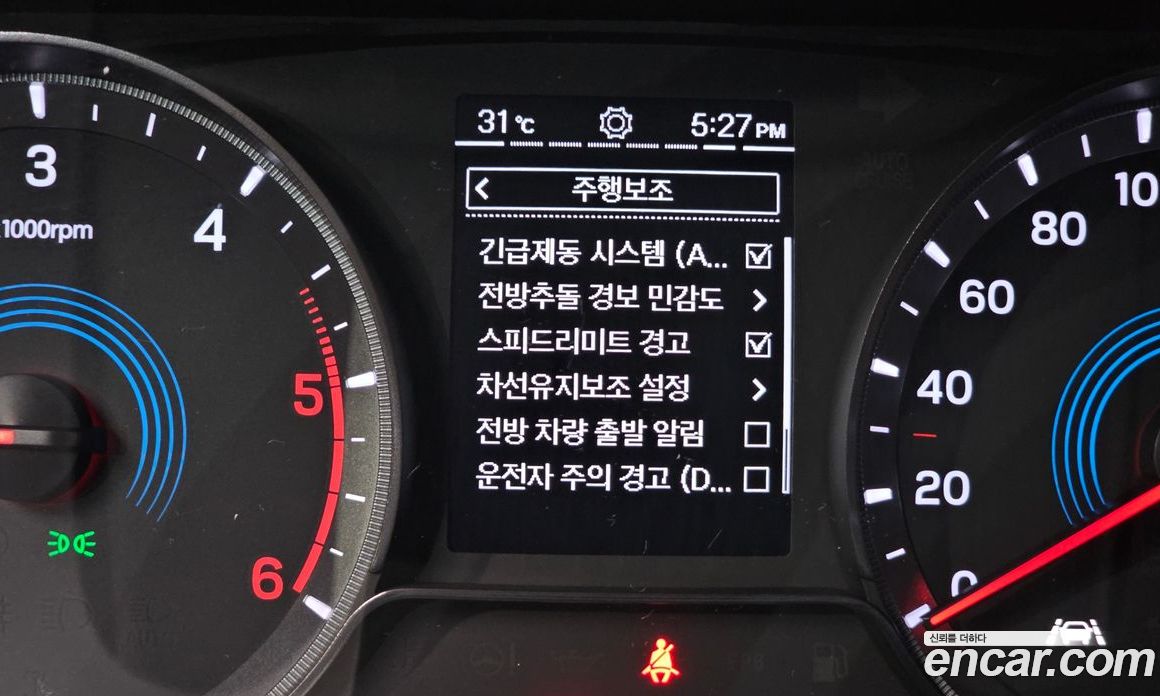 31 ℃
5:27 PM
주행보조
긴급제동 시스템 (A...
전방추돌 경보 민감도
스피드리미트 경고
차선유지보조 설정
전방 차량 출발 알림
운전자 주의 경고 (D...
3
4
5
6
1000rpm
10
80
60
40
20
0
신뢰를 더하다
encar.com